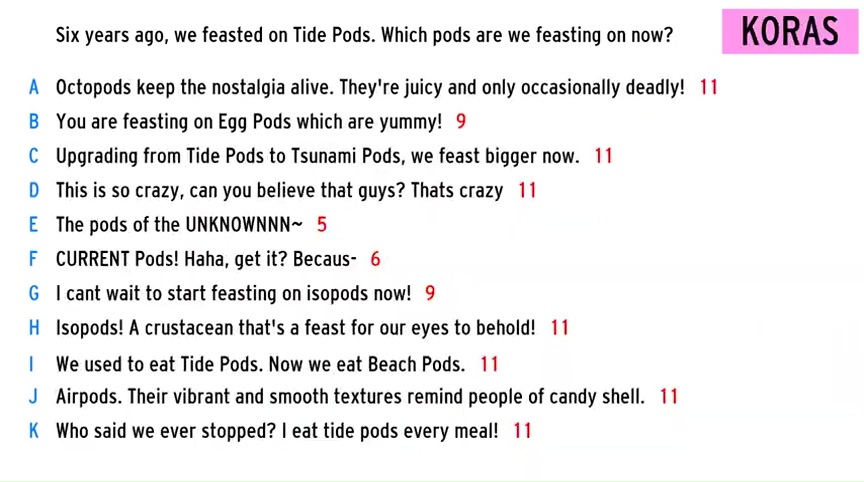 Six years ago, we feasted on Tide Pods. Which pods are we feasting on now?
KORAS
A Octopods keep the nostalgia alive. They're juicy and only occasionally deadly! 11
B You are feasting on Egg Pods which are yummy! 9
C Upgrading from Tide Pods to Tsunami Pods, we feast bigger now. 11
D This is so crazy, can you believe that guys? Thats crazy 11
E The pods of the UNKNOWNNN~ 5
F CURRENT Pods! Haha, get it? Becaus- 6
G I cant wait to start feasting on isopods now! 9
H Isopods! A crustacean that's a feast for our eyes to behold! 11
I We used to eat Tide Pods. Now we eat Beach Pods. 11
J Airpods. Their vibrant and smooth textures remind people of candy shell. 11
K Who said we ever stopped? I eat tide pods every meal! 11